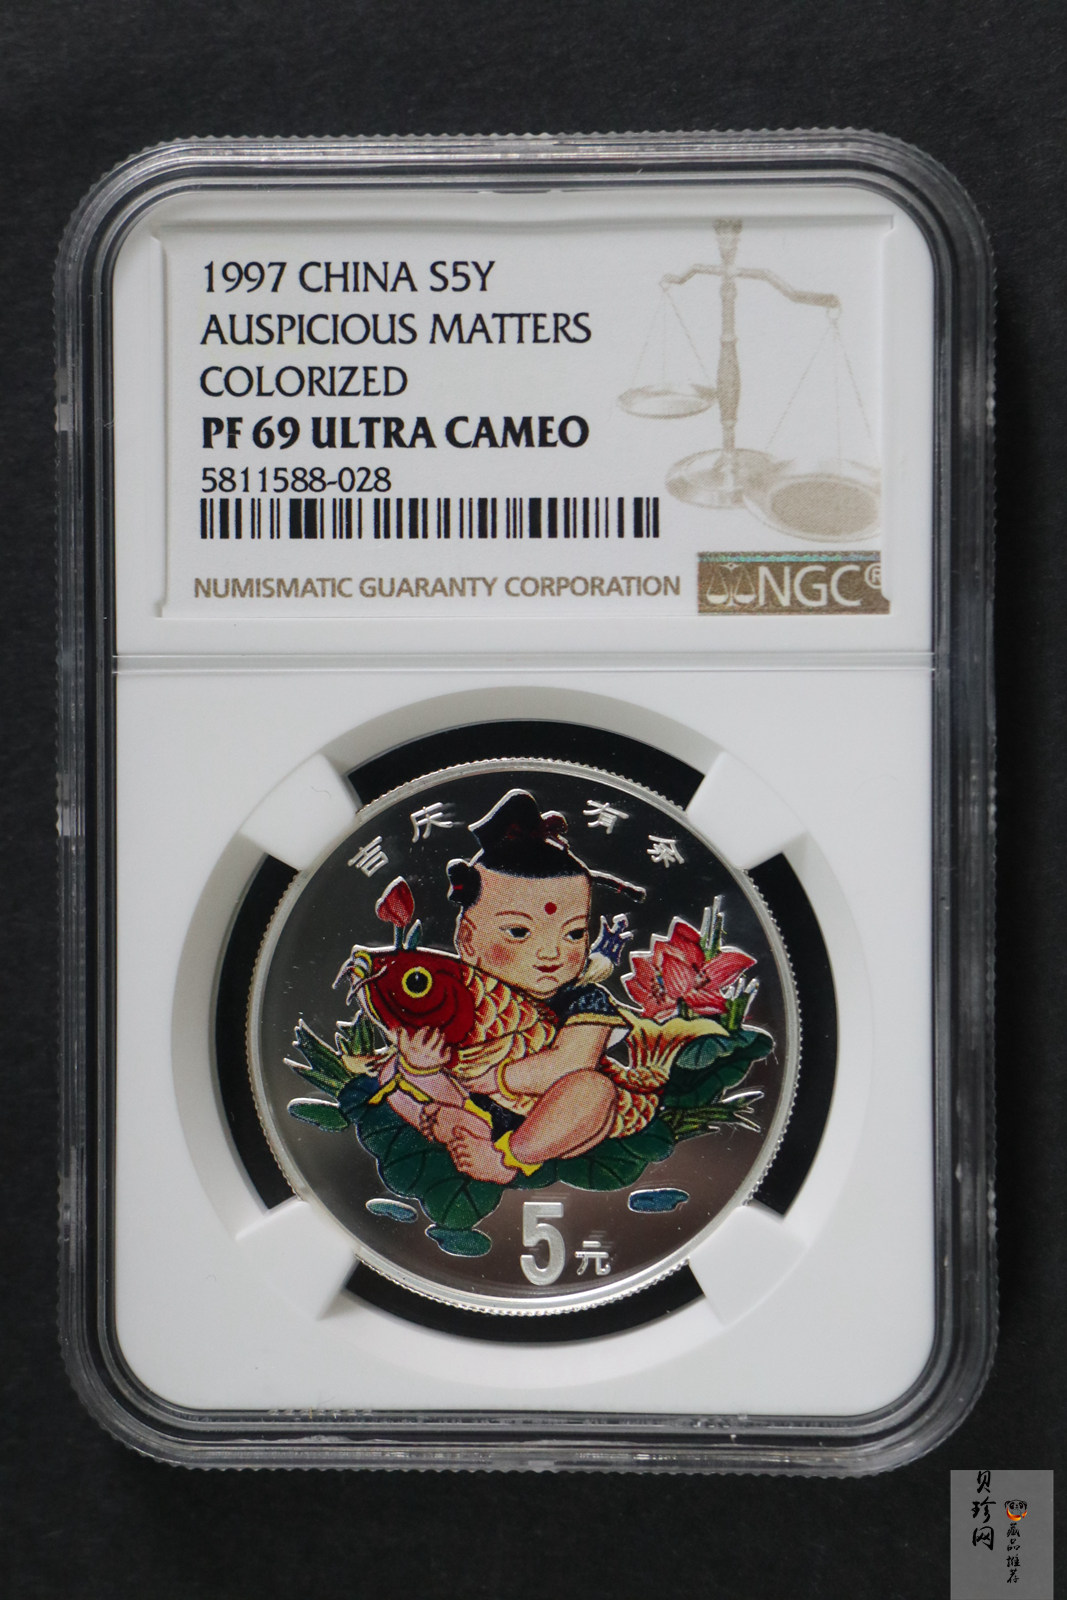 1997 CHINA S5Y
AUSPICIOUS MATTERS
COLORIZED
PF 69 ULTRA CAMEO
5811588-028
NUMISMATIC GUARANTY CORPORATION
NGC®
吉庆有余
5元
贝珍网
藏品推荐